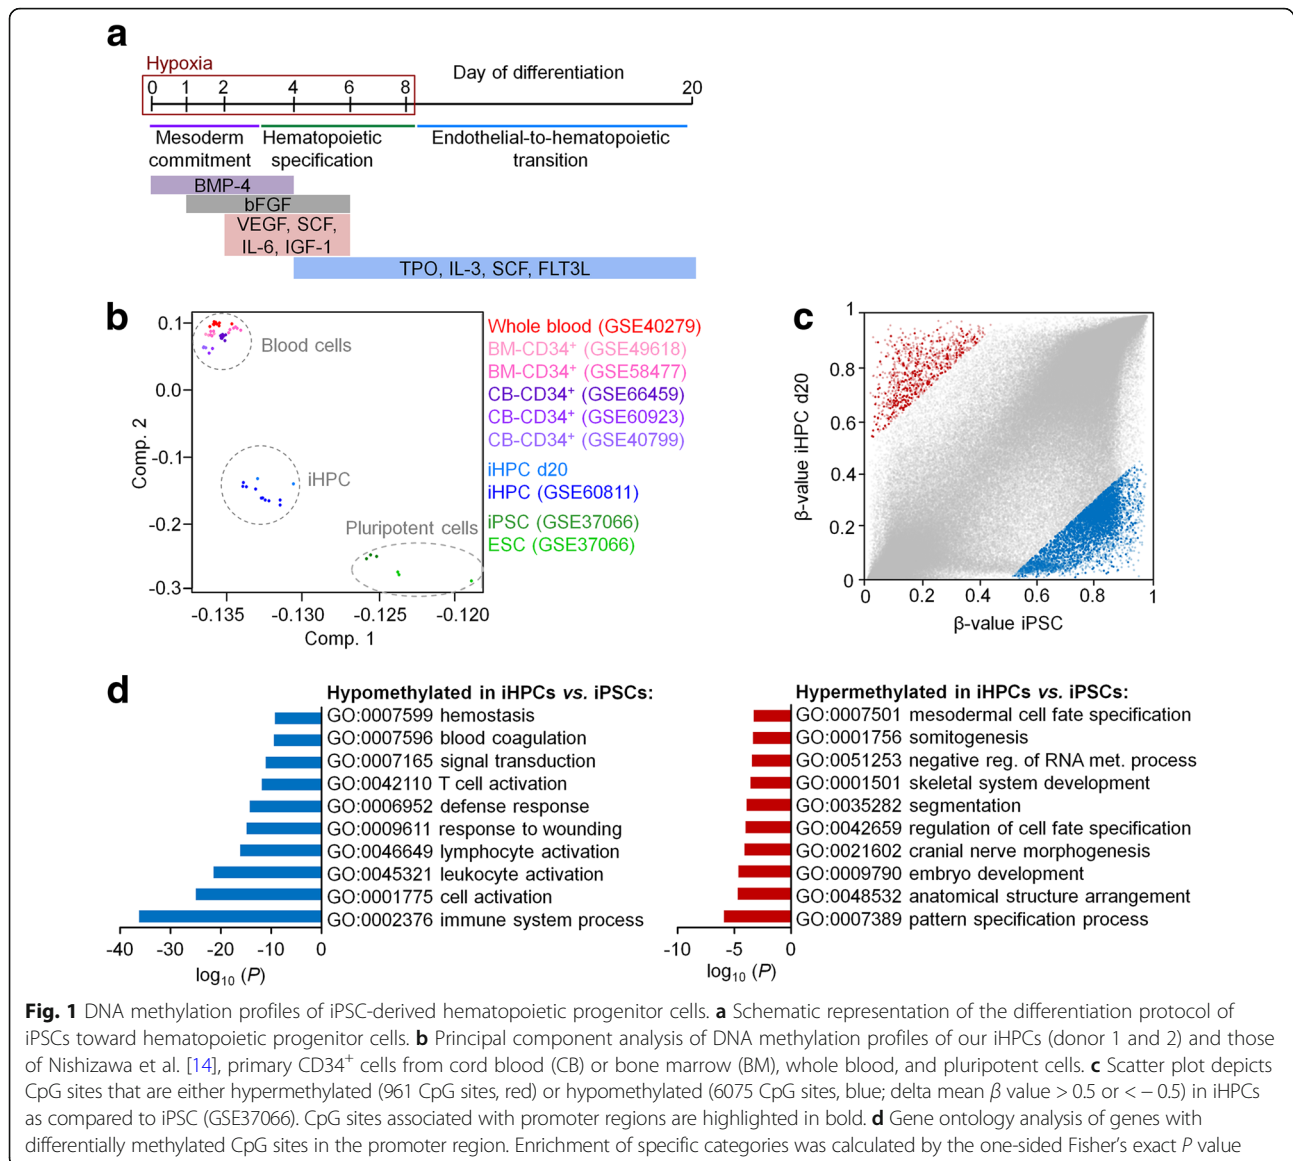 a
Hypoxia
0 1 2 4 6 8 20
Day of differentiation
Mesoderm
commitment
Hematopoietic
specification
Endothelial-to-hematopoietic
transition
BMP-4
bFGF
VEGF, SCF,
IL-6, IGF-1
TPO, IL-3, SCF, FLT3L
b
Comp. 2
0.1
0.0
-0.1
-0.2
-0.3
Blood cells
iHPC
Pluripotent cells
-0.135 -0.130 -0.125 -0.120
Comp. 1
Whole blood (GSE40279)
BM-CD34+ (GSE49618)
BM-CD34+ (GSE58477)
CB-CD34+ (GSE66459)
CB-CD34+ (GSE60923)
CB-CD34+ (GSE40799)
iHPC d20
iHPC (GSE60811)
iPSC (GSE37066)
ESC (GSE37066)
c
β-value iHPC d20
1
0.8
0.6
0.4
0.2
0
0 0.2 0.4 0.6 0.8 1
β-value iPSC
d
Hypomethylated in iHPCs vs. iPSCs:
GO:0007599 hemostasis
GO:0007596 blood coagulation
GO:0007165 signal transduction
GO:0042110 T cell activation
GO:0006952 defense response
GO:0009611 response to wounding
GO:0046649 lymphocyte activation
GO:0045321 leukocyte activation
GO:0001775 cell activation
GO:0002376 immune system process
-40 -30 -20 -10 0
log10 (P)
Hypermethylated in iHPCs vs. iPSCs:
GO:0007501 mesodermal cell fate specification
GO:0001756 somitogenesis
GO:0051253 negative reg. of RNA met. process
GO:0001501 skeletal system development
GO:0035282 segmentation
GO:0042659 regulation of cell fate specification
GO:0021602 cranial nerve morphogenesis
GO:0009790 embryo development
GO:0048532 anatomical structure arrangement
GO:0007389 pattern specification process
-10 -5 0
log10 (P)
Fig. 1 DNA methylation profiles of iPSC-derived hematopoietic progenitor cells. a Schematic representation of the differentiation protocol of
iPSCs toward hematopoietic progenitor cells. b Principal component analysis of DNA methylation profiles of our iHPCs (donor 1 and 2) and those
of Nishizawa et al. [14], primary CD34+ cells from cord blood (CB) or bone marrow (BM), whole blood, and pluripotent cells. c Scatter plot depicts
CpG sites that are either hypermethylated (961 CpG sites, red) or hypomethylated (6075 CpG sites, blue; delta mean β value > 0.5 or < − 0.5) in iHPCs
as compared to iPSC (GSE37066). CpG sites associated with promoter regions are highlighted in bold. d Gene ontology analysis of genes with
differentially methylated CpG sites in the promoter region. Enrichment of specific categories was calculated by the one-sided Fisher's exact P value